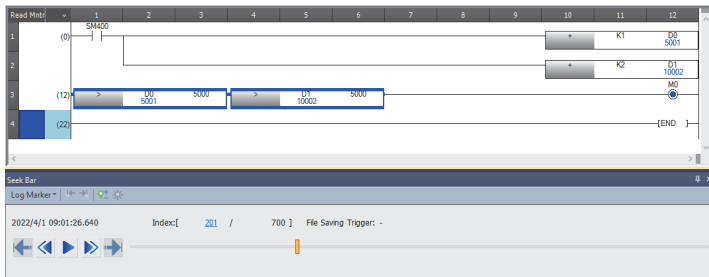 Read Mntr 1 2 3 4 5 6 7 8 9 10 11 12
1 (0) SM400 + K1 D0
5001
2 + K2 D1
10002
3 (12) > D0 5000 > D1 5000 M0
5001 10002
4 (22) [END ]
Seek Bar
Log Marker
2022/4/1 09:01:26.640 Index:[ 201 / 700 ] File Saving Trigger: -